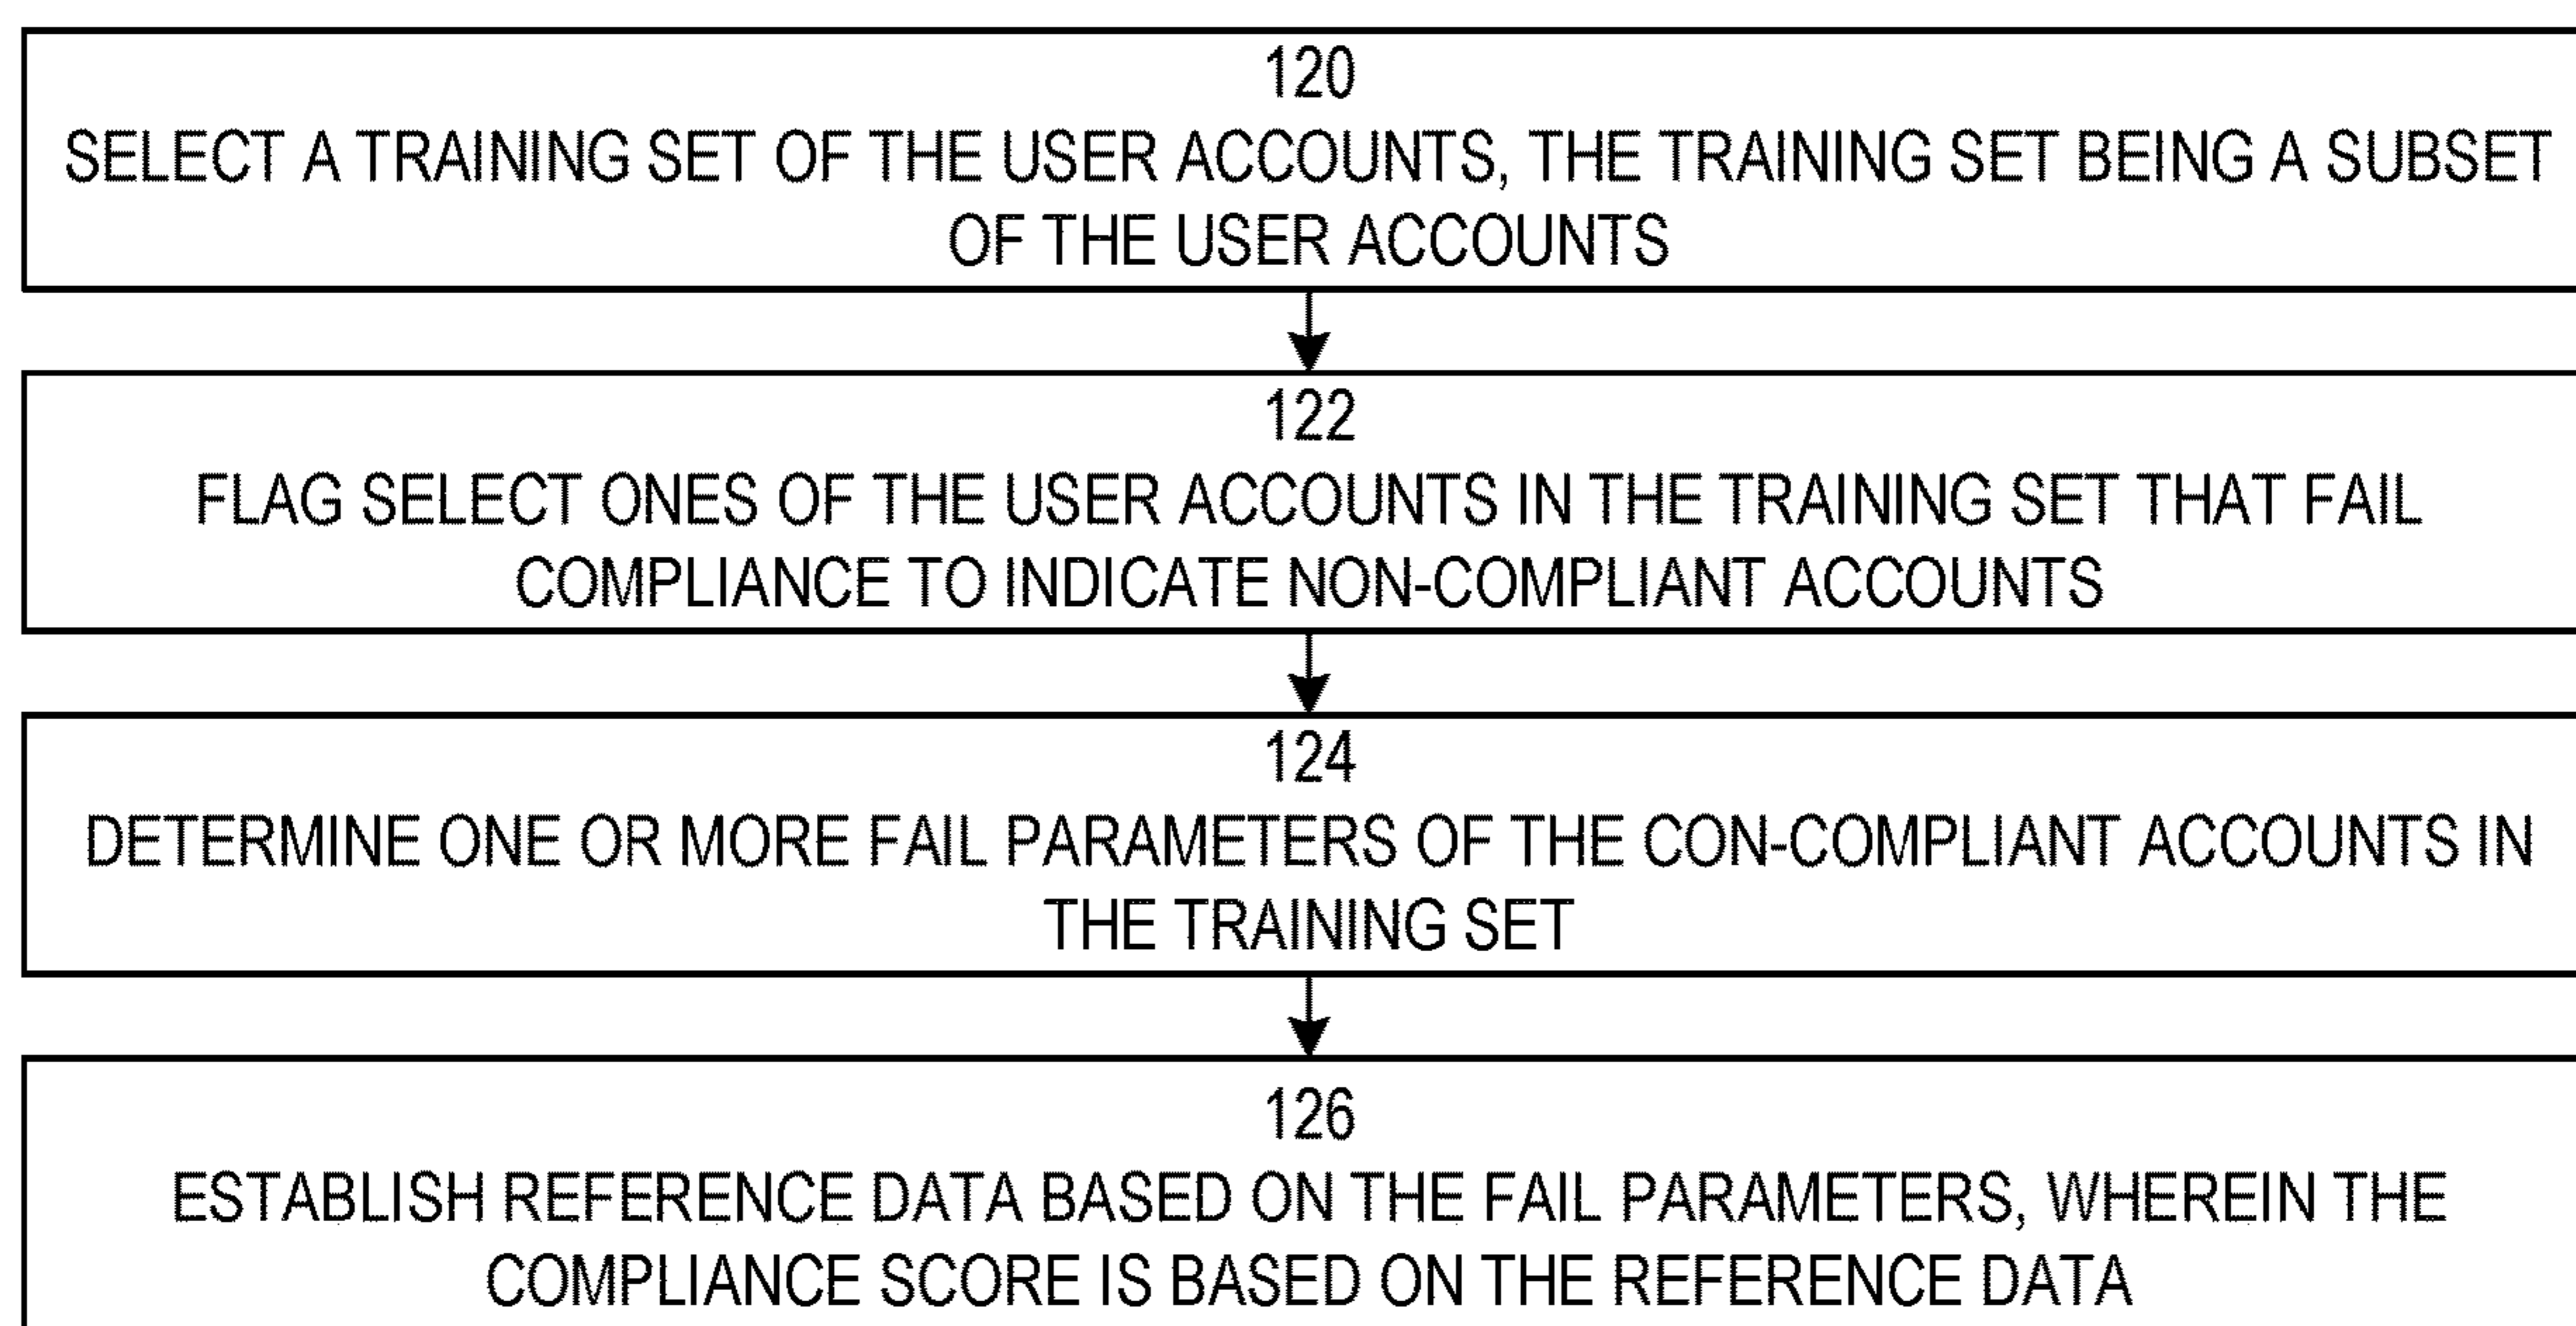 120
SELECT A TRAINING SET OF THE USER ACCOUNTS, THE TRAINING SET BEING A SUBSET
OF THE USER ACCOUNTS
122
FLAG SELECT ONES OF THE USER ACCOUNTS IN THE TRAINING SET THAT FAIL
COMPLIANCE TO INDICATE NON-COMPLIANT ACCOUNTS
124
DETERMINE ONE OR MORE FAIL PARAMETERS OF THE CON-COMPLIANT ACCOUNTS IN
THE TRAINING SET
126
ESTABLISH REFERENCE DATA BASED ON THE FAIL PARAMETERS, WHEREIN THE
COMPLIANCE SCORE IS BASED ON THE REFERENCE DATA